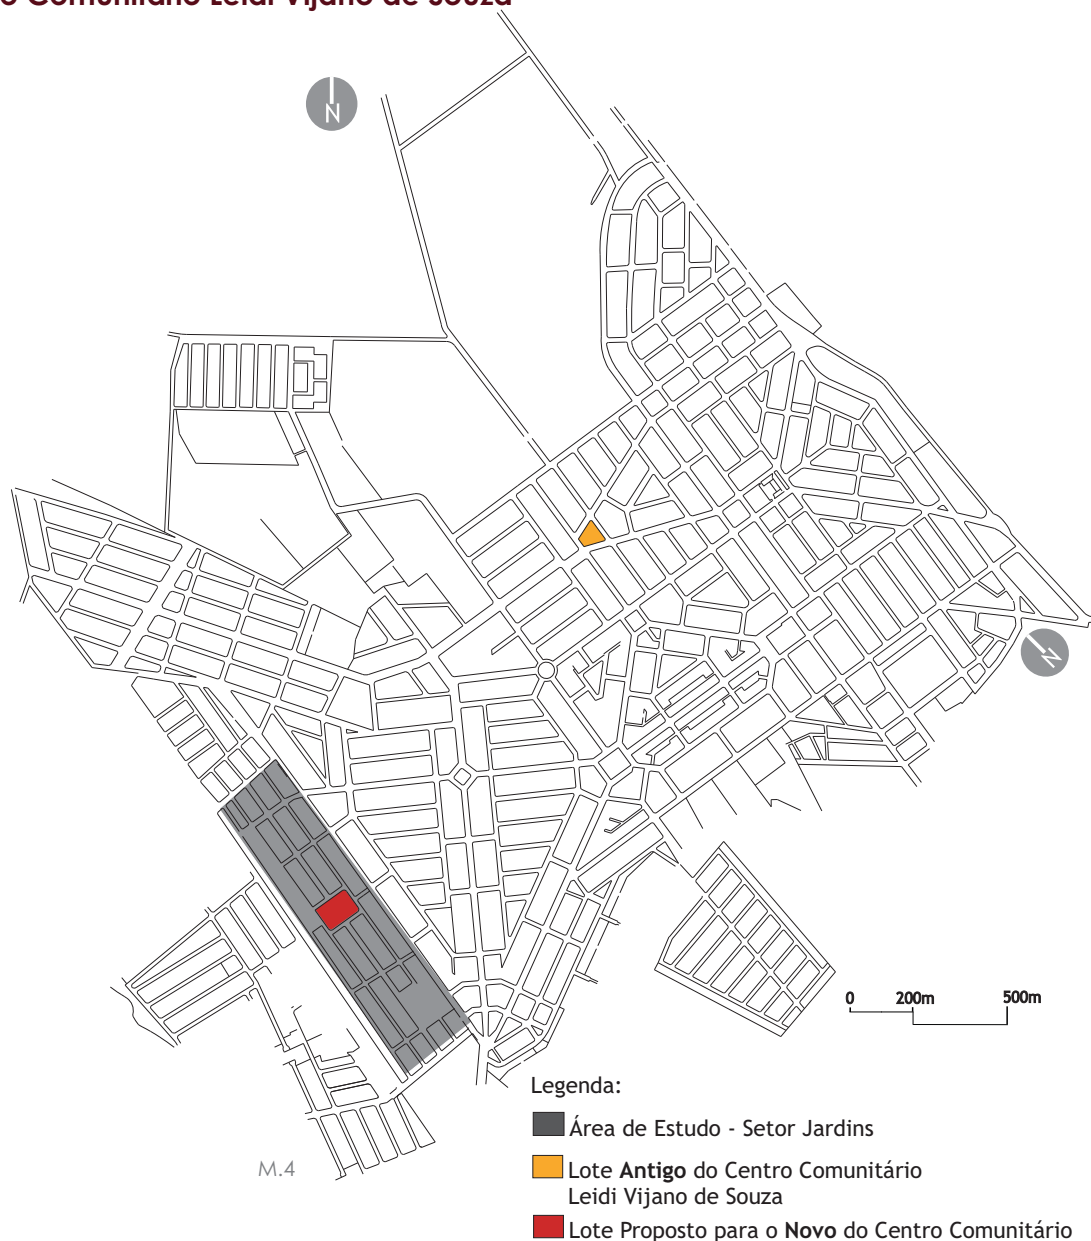 Comunitário Leidi Vijano de Souza
N
N
0 200m 500m
Legenda:
Área de Estudo - Setor Jardins
Lote Antigo do Centro Comunitário
Leidi Vijano de Souza
Lote Proposto para o Novo do Centro Comunitário
M.4